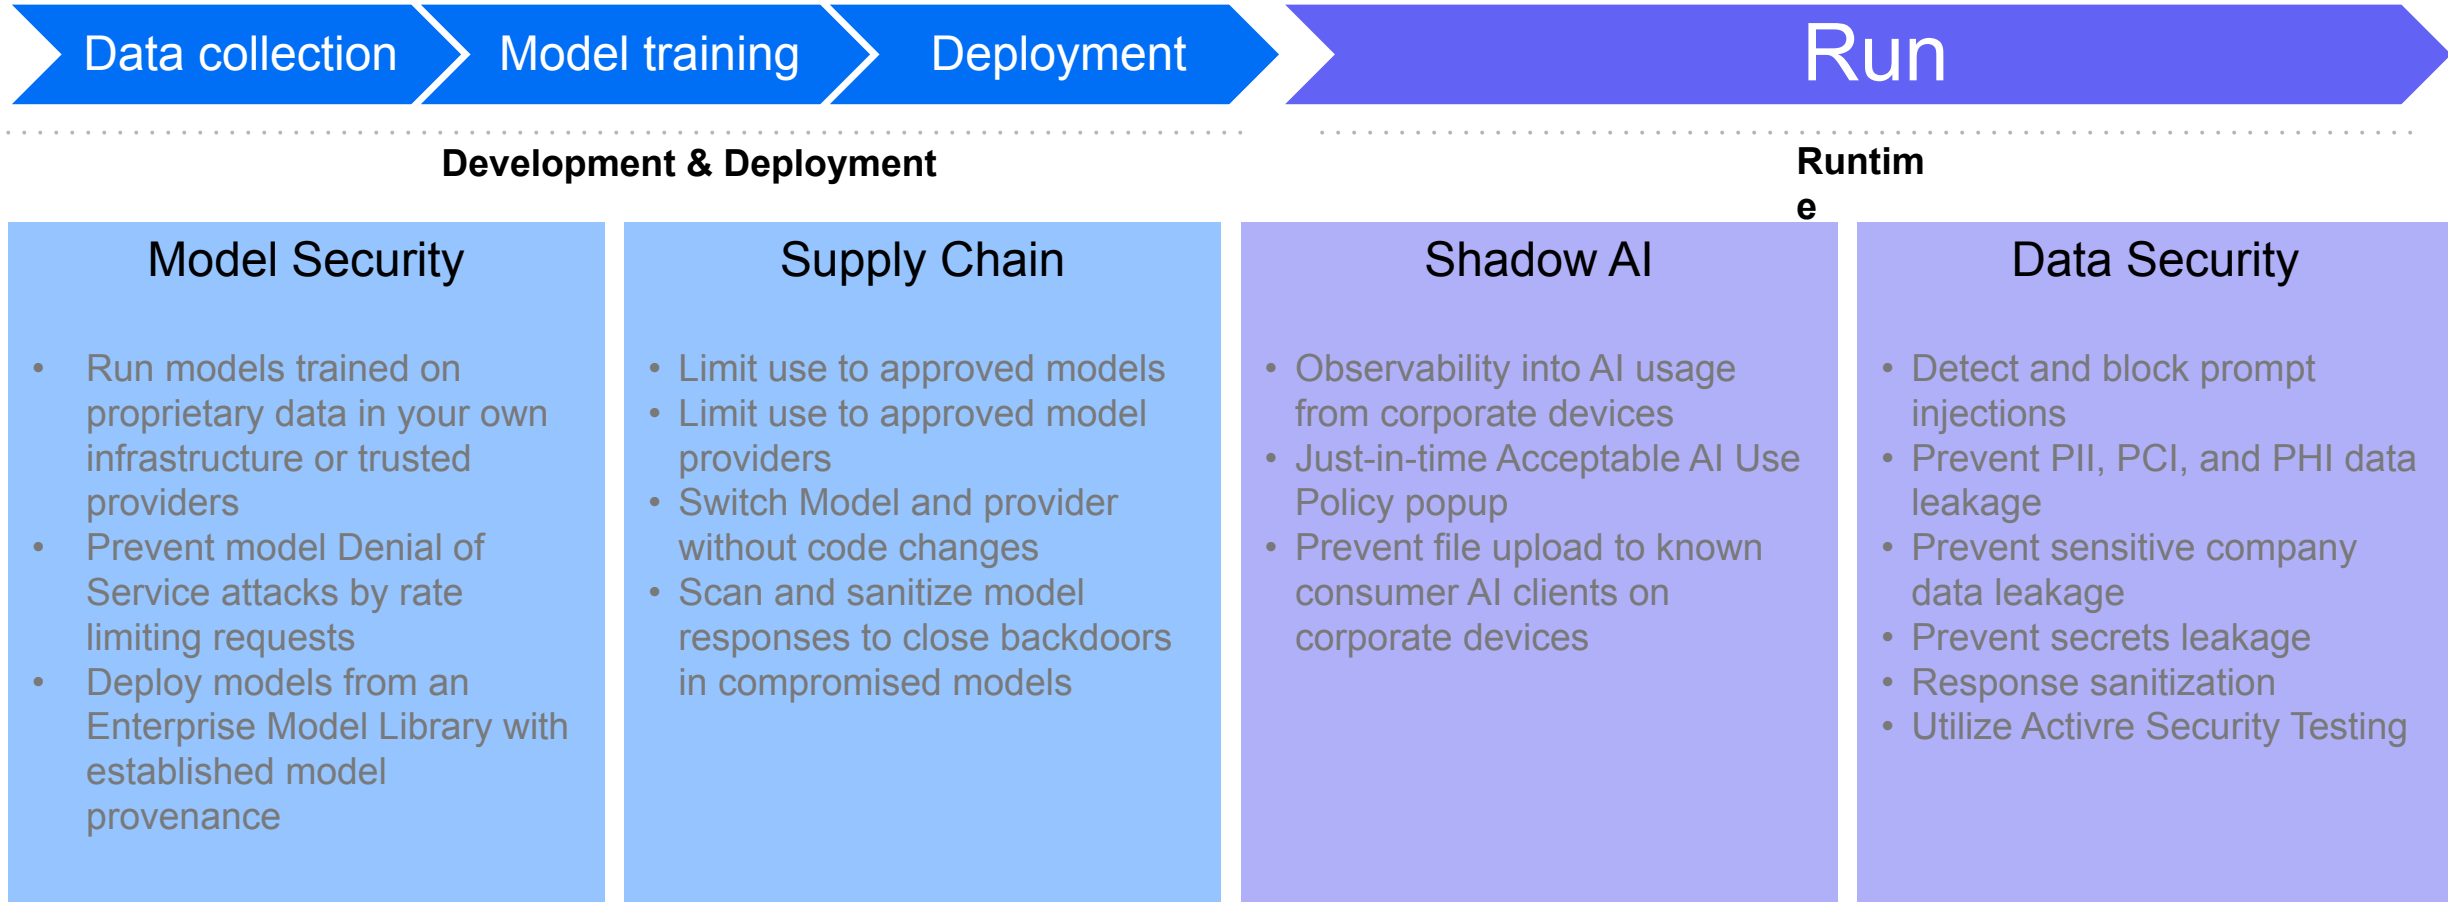 Data collection
Model training
Deployment
Run
Development & Deployment
Runtim
e
Model Security
• Run models trained on
proprietary data in your own
infrastructure or trusted
providers
• Prevent model Denial of
Service attacks by rate
limiting requests
• Deploy models from an
Enterprise Model Library with
established model
provenance
Supply Chain
• Limit use to approved models
• Limit use to approved model
providers
• Switch Model and provider
without code changes
• Scan and sanitize model
responses to close backdoors
in compromised models
Shadow AI
• Observability into AI usage
from corporate devices
• Just-in-time Acceptable AI Use
Policy popup
• Prevent file upload to known
consumer AI clients on
corporate devices
Data Security
• Detect and block prompt
injections
• Prevent PII, PCI, and PHI data
leakage
• Prevent sensitive company
data leakage
• Prevent secrets leakage
• Response sanitization
• Utilize Activre Security Testing